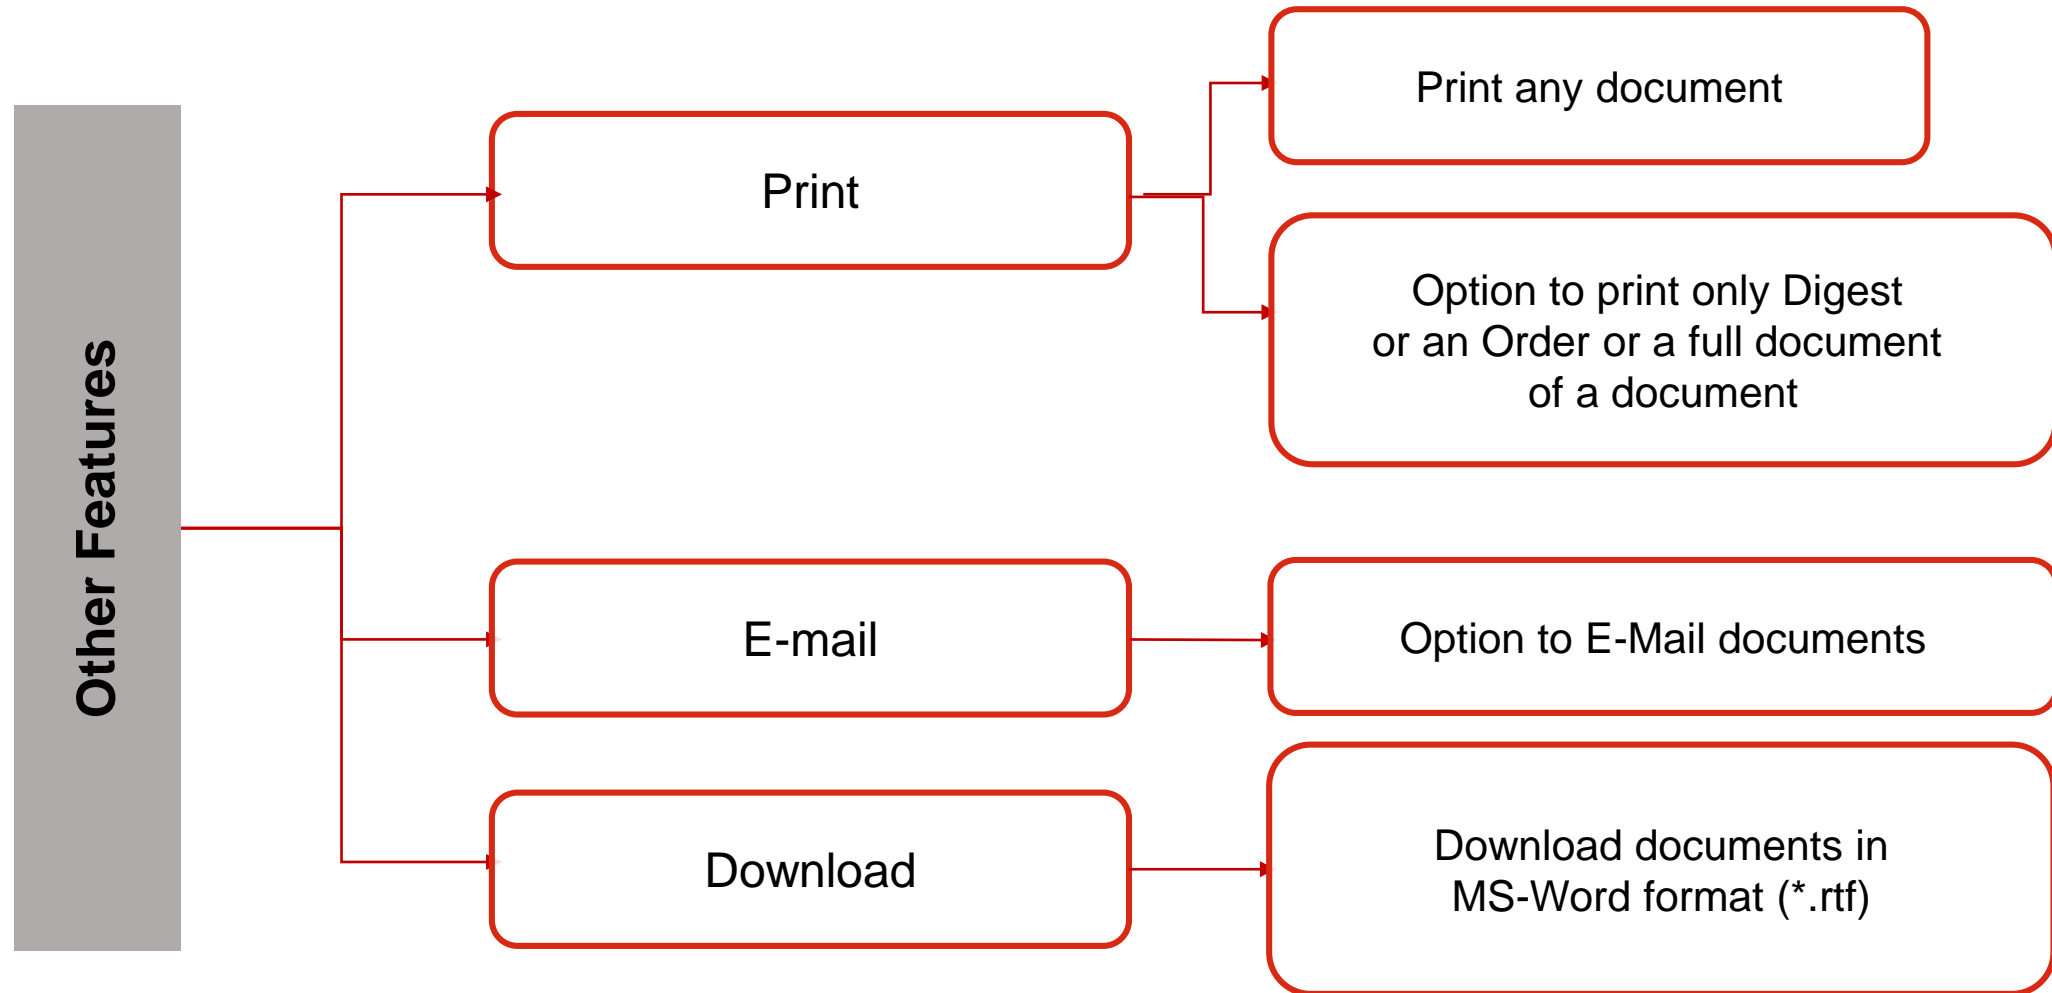 Other Features
Print
Print any document
Option to print only Digest
or an Order or a full document
of a document
E-mail
Option to E-Mail documents
Download
Download documents in
MS-Word format (*.rtf)